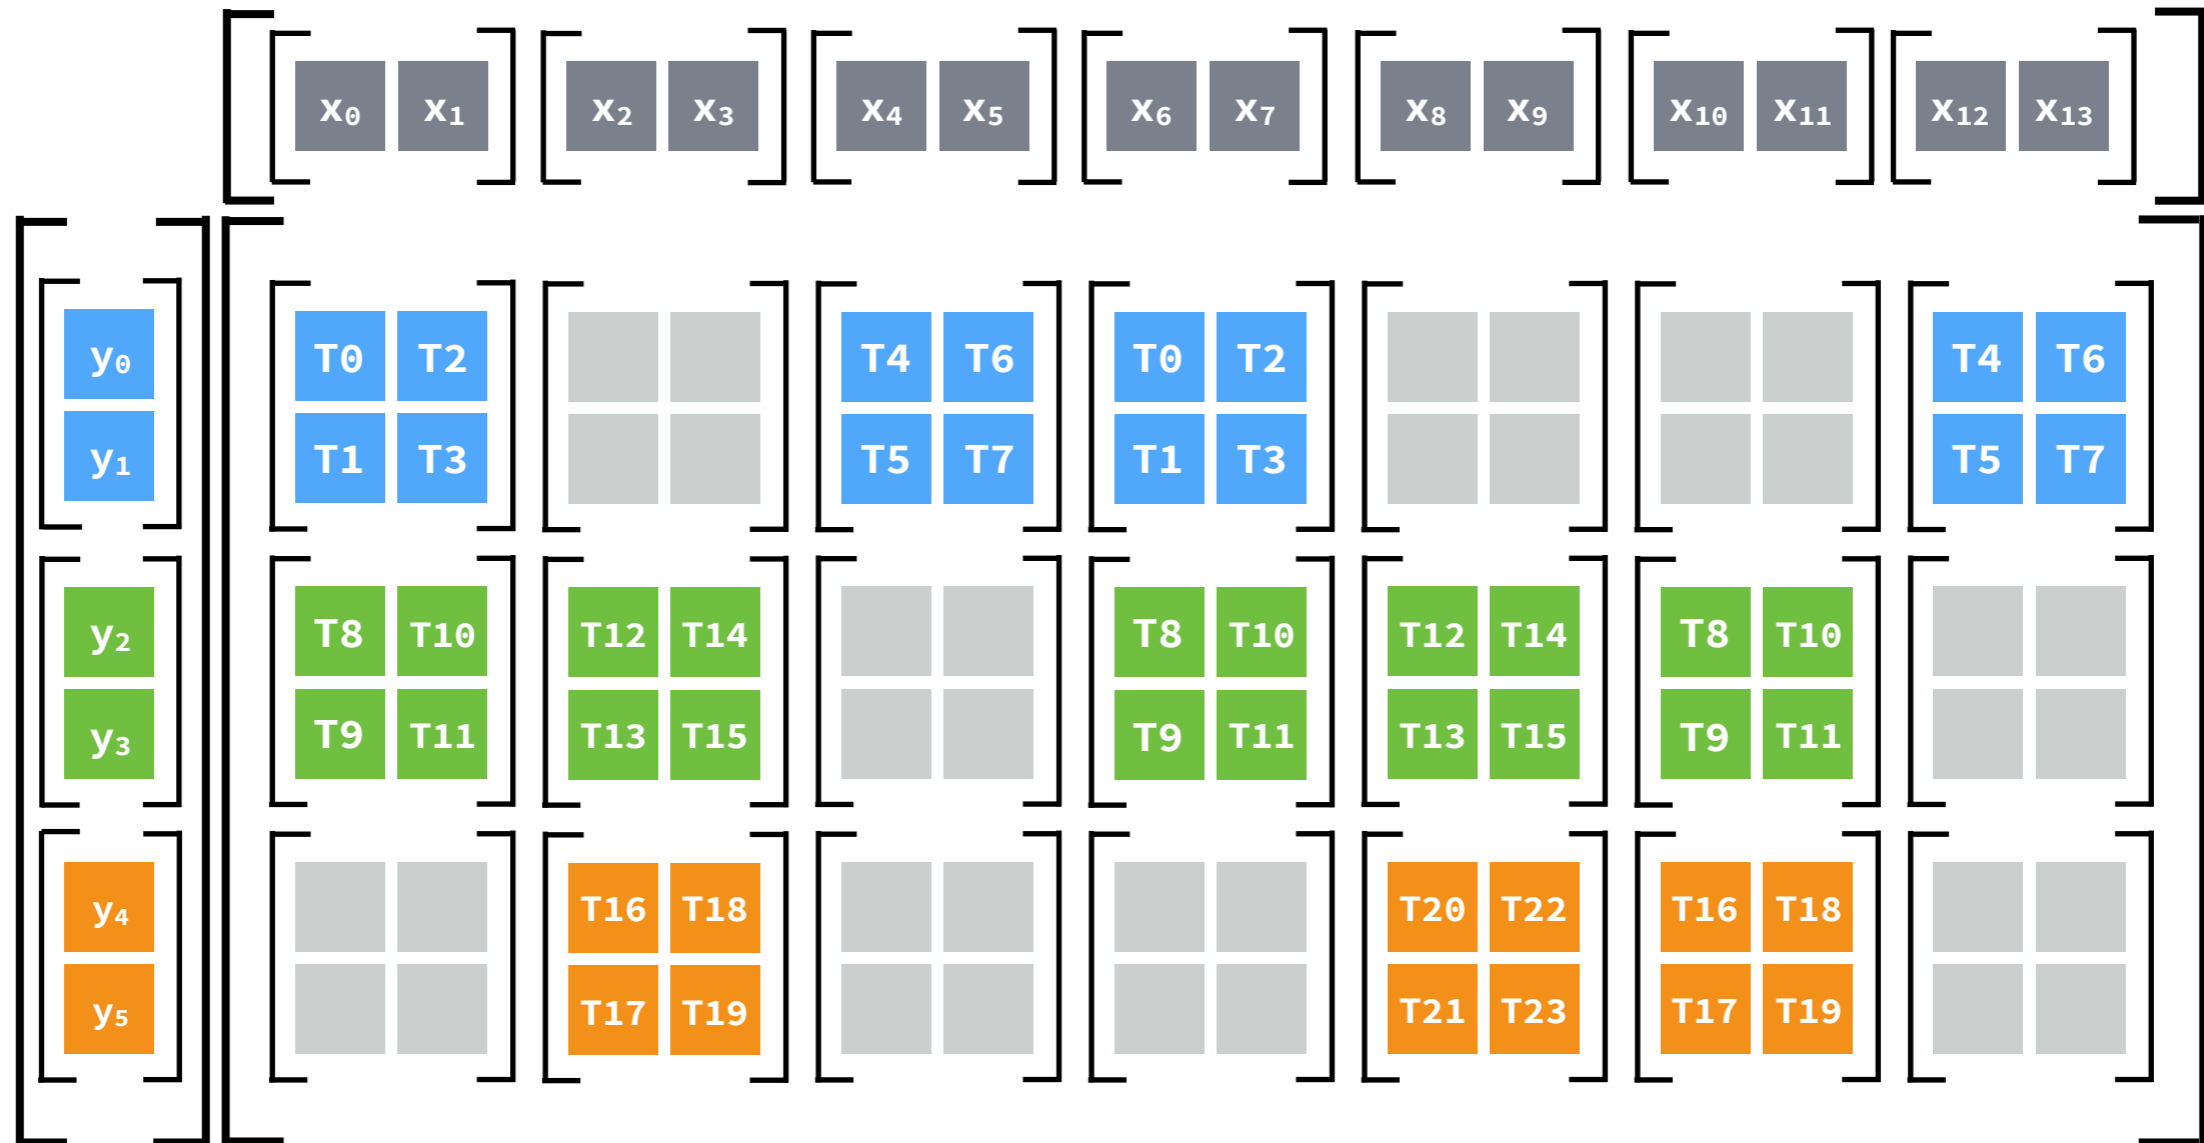 x₀ x₁ x₂ x₃ x₄ x₅ x₆ x₇ x₈ x₉ x₁₀ x₁₁ x₁₂ x₁₃
y₀ T0 T2 T4 T6 T0 T2 T4 T6
y₁ T1 T3 T5 T7 T1 T3 T5 T7
y₂ T8 T10 T12 T14 T8 T10 T12 T14 T8 T10
y₃ T9 T11 T13 T15 T9 T11 T13 T15 T9 T11
y₄ T16 T18 T20 T22 T16 T18
y₅ T17 T19 T21 T23 T17 T19